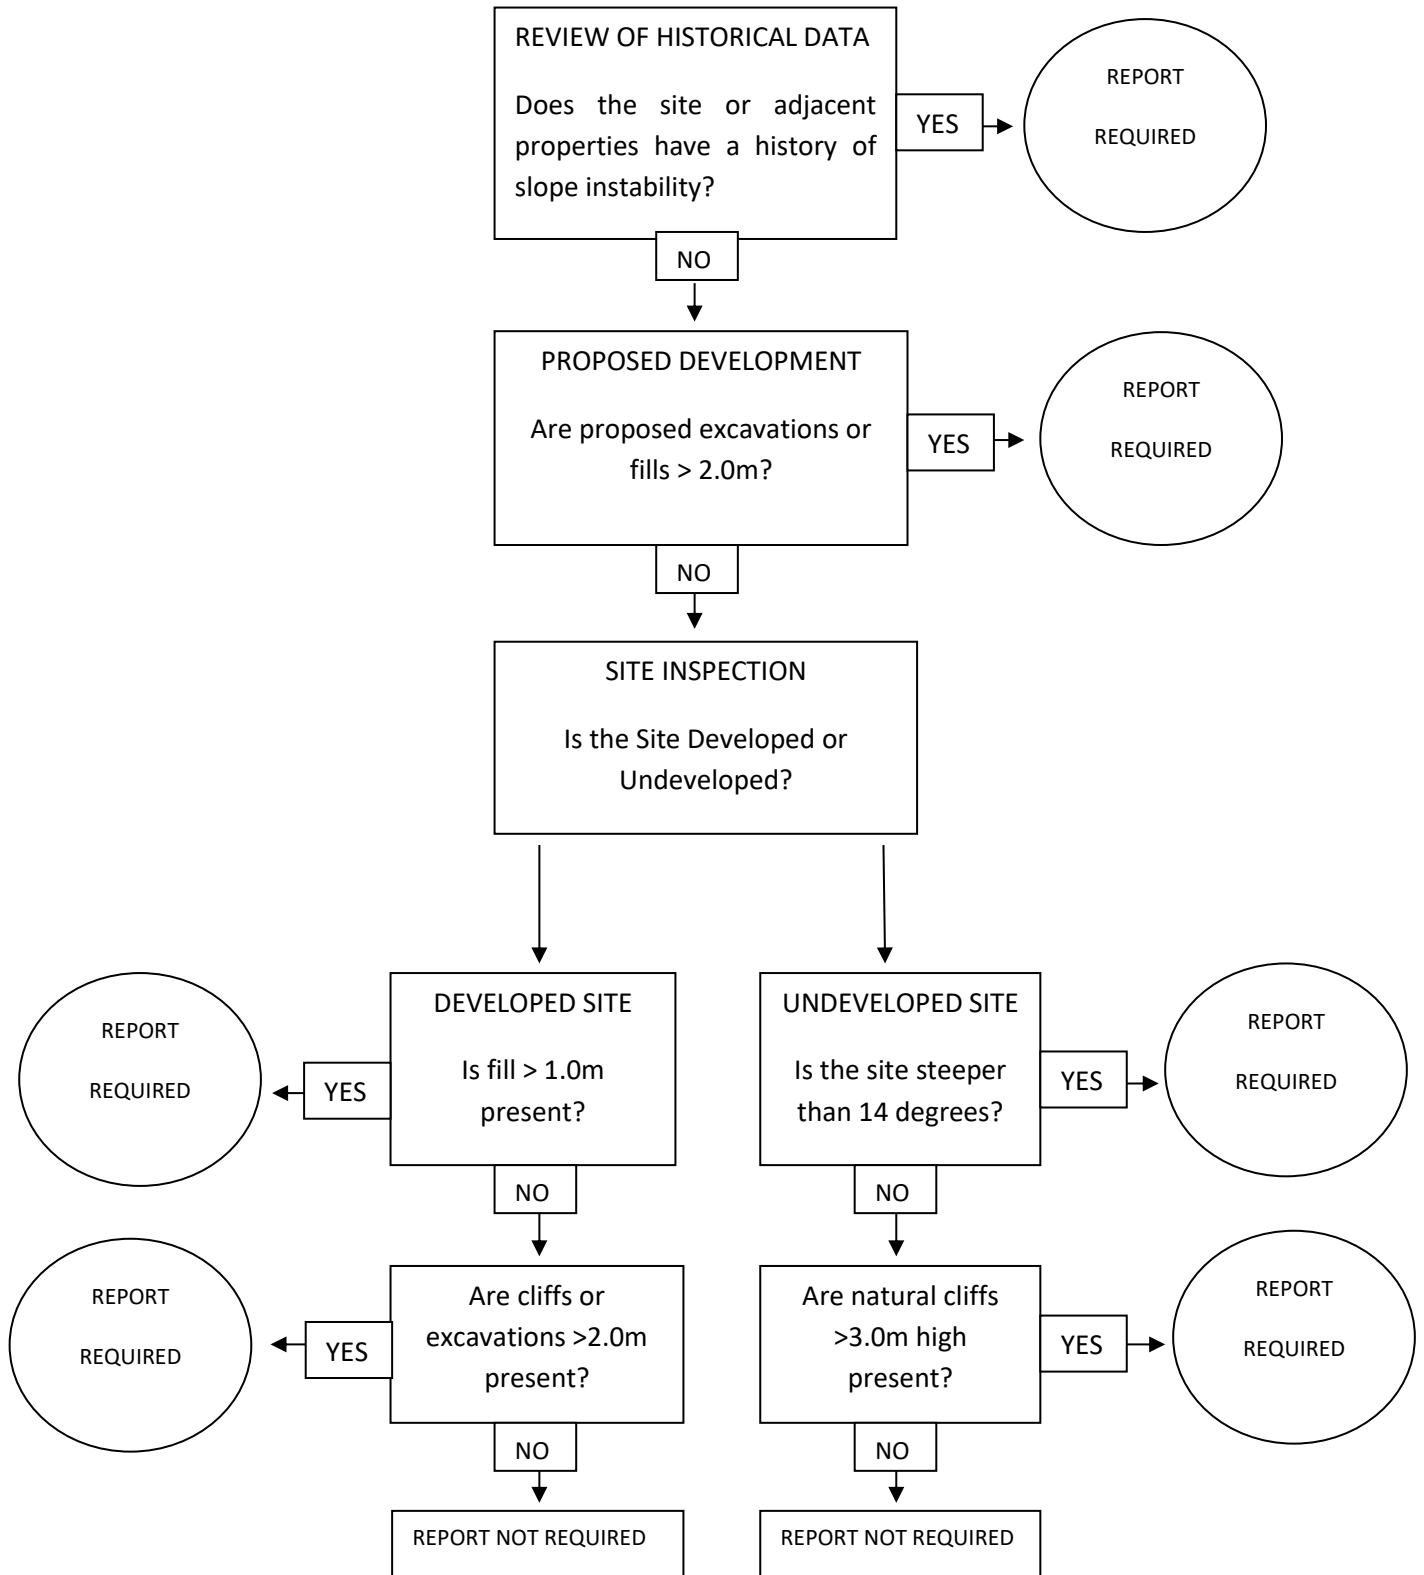 REVIEW OF HISTORICAL DATA
Does the site or adjacent
properties have a history of
slope instability?
YES
REPORT
REQUIRED
NO
PROPOSED DEVELOPMENT
Are proposed excavations or
fills > 2.0m?
YES
REPORT
REQUIRED
NO
SITE INSPECTION
Is the Site Developed or
Undeveloped?
DEVELOPED SITE
Is fill > 1.0m
present?
YES
REPORT
REQUIRED
NO
Are cliffs or
excavations >2.0m
present?
YES
REPORT
REQUIRED
NO
REPORT NOT REQUIRED
UNDEVELOPED SITE
Is the site steeper
than 14 degrees?
YES
REPORT
REQUIRED
NO
Are natural cliffs
>3.0m high
present?
YES
REPORT
REQUIRED
NO
REPORT NOT REQUIRED